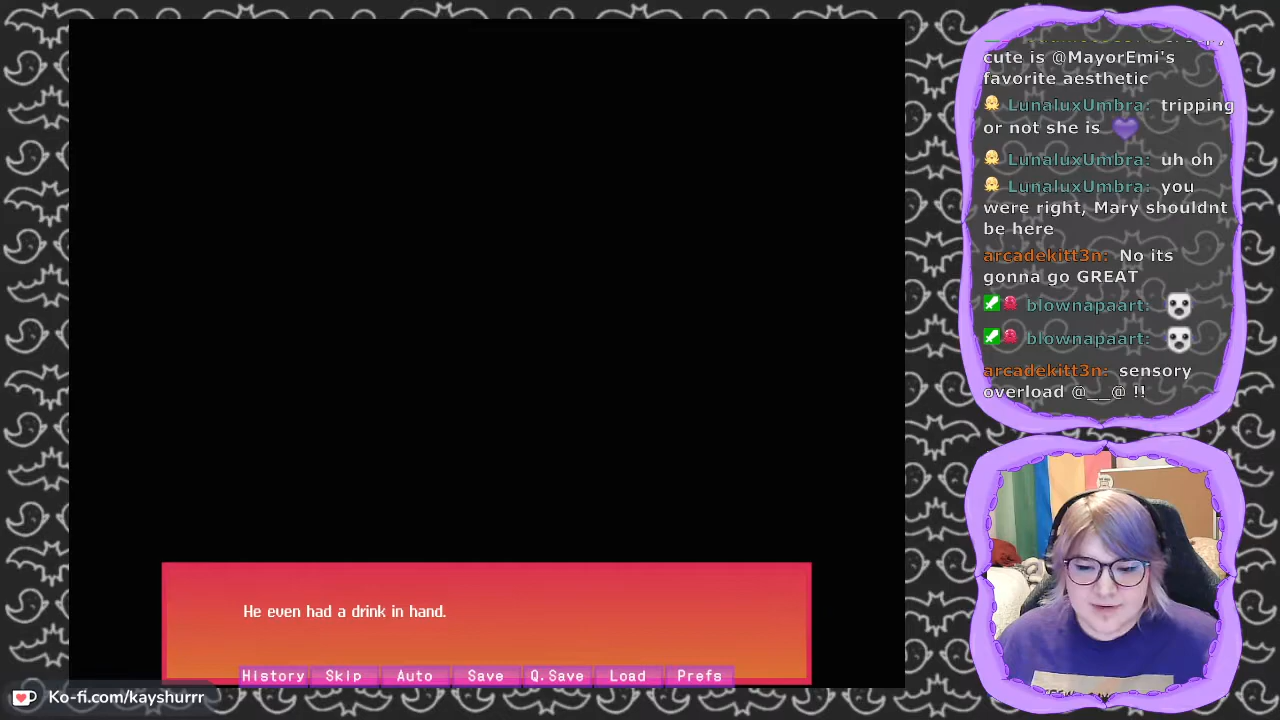 cute is @MayorEmi's
favorite aesthetic
LunaluxUmbra: tripping
or not she is
LunaluxUmbra: uh oh
LunaluxUmbra: you
were right, Mary shouldnt
be here
arcadekitt3n: No its
gonna go GREAT
blownapaart:
blownapaart:
arcadekitt3n: sensory
overload @__@ !!
He even had a drink in hand.
History Skip Auto Save Q.Save Load Prefs
Ko-fi.com/kayshurrr